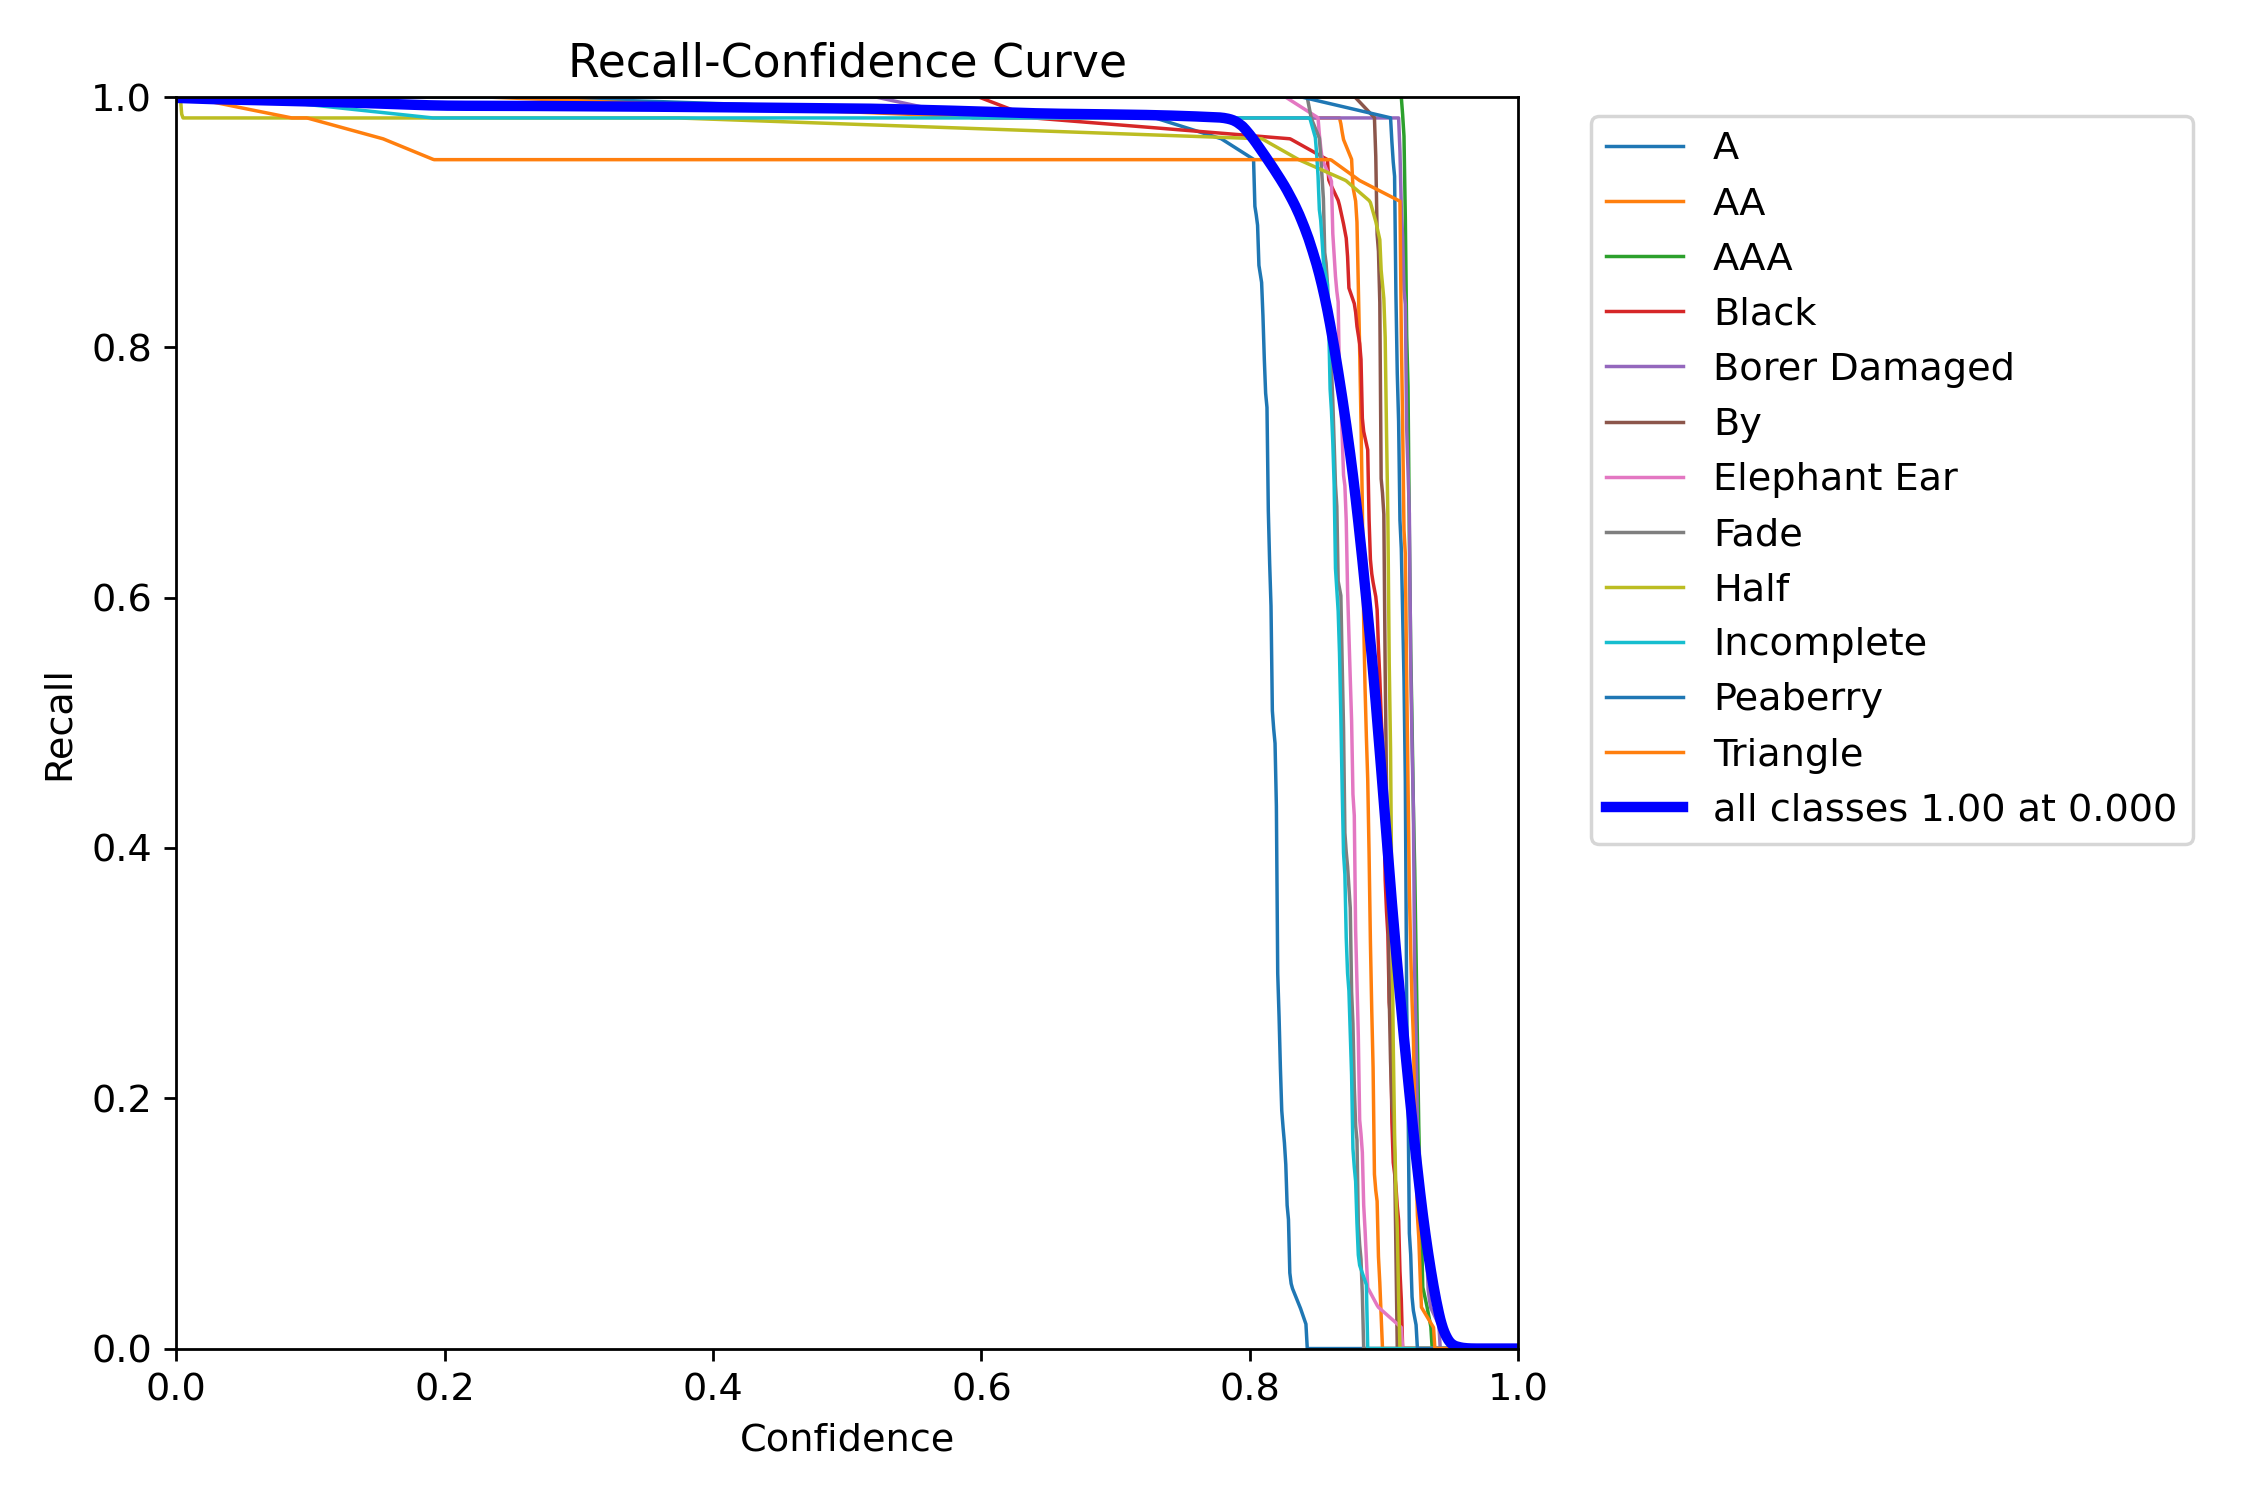 Recall-Confidence Curve
1.0
0.8
0.6
0.4
0.2
0.0
Recall
0.0 0.2 0.4 0.6 0.8 1.0
Confidence
A
AA
AAA
Black
Borer Damaged
By
Elephant Ear
Fade
Half
Incomplete
Peaberry
Triangle
all classes 1.00 at 0.000